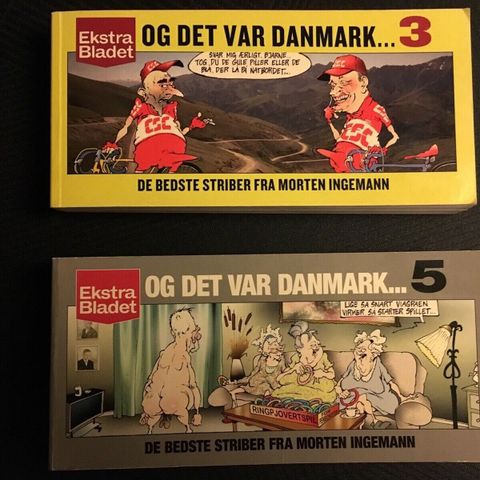 Ekstra
Bladet
OG DET VAR DANMARK... 3
SVAR MIG ÆRLIGT, BJARNE...
TOG DU DE GULE PILLER ELLER DE
BLÅ, DER LÅ PÅ NATBORDET...
CSC
CSC
DE BEDSTE STRIBER FRA MORTEN INGEMANN
Ekstra
Bladet
OG DET VAR DANMARK... 5
LIGE SÅ SNART VIAGRAEN
VIRKER SÅ STARTER SPILLET...
RINGPJOVERTSPIL
DE BEDSTE STRIBER FRA MORTEN INGEMANN